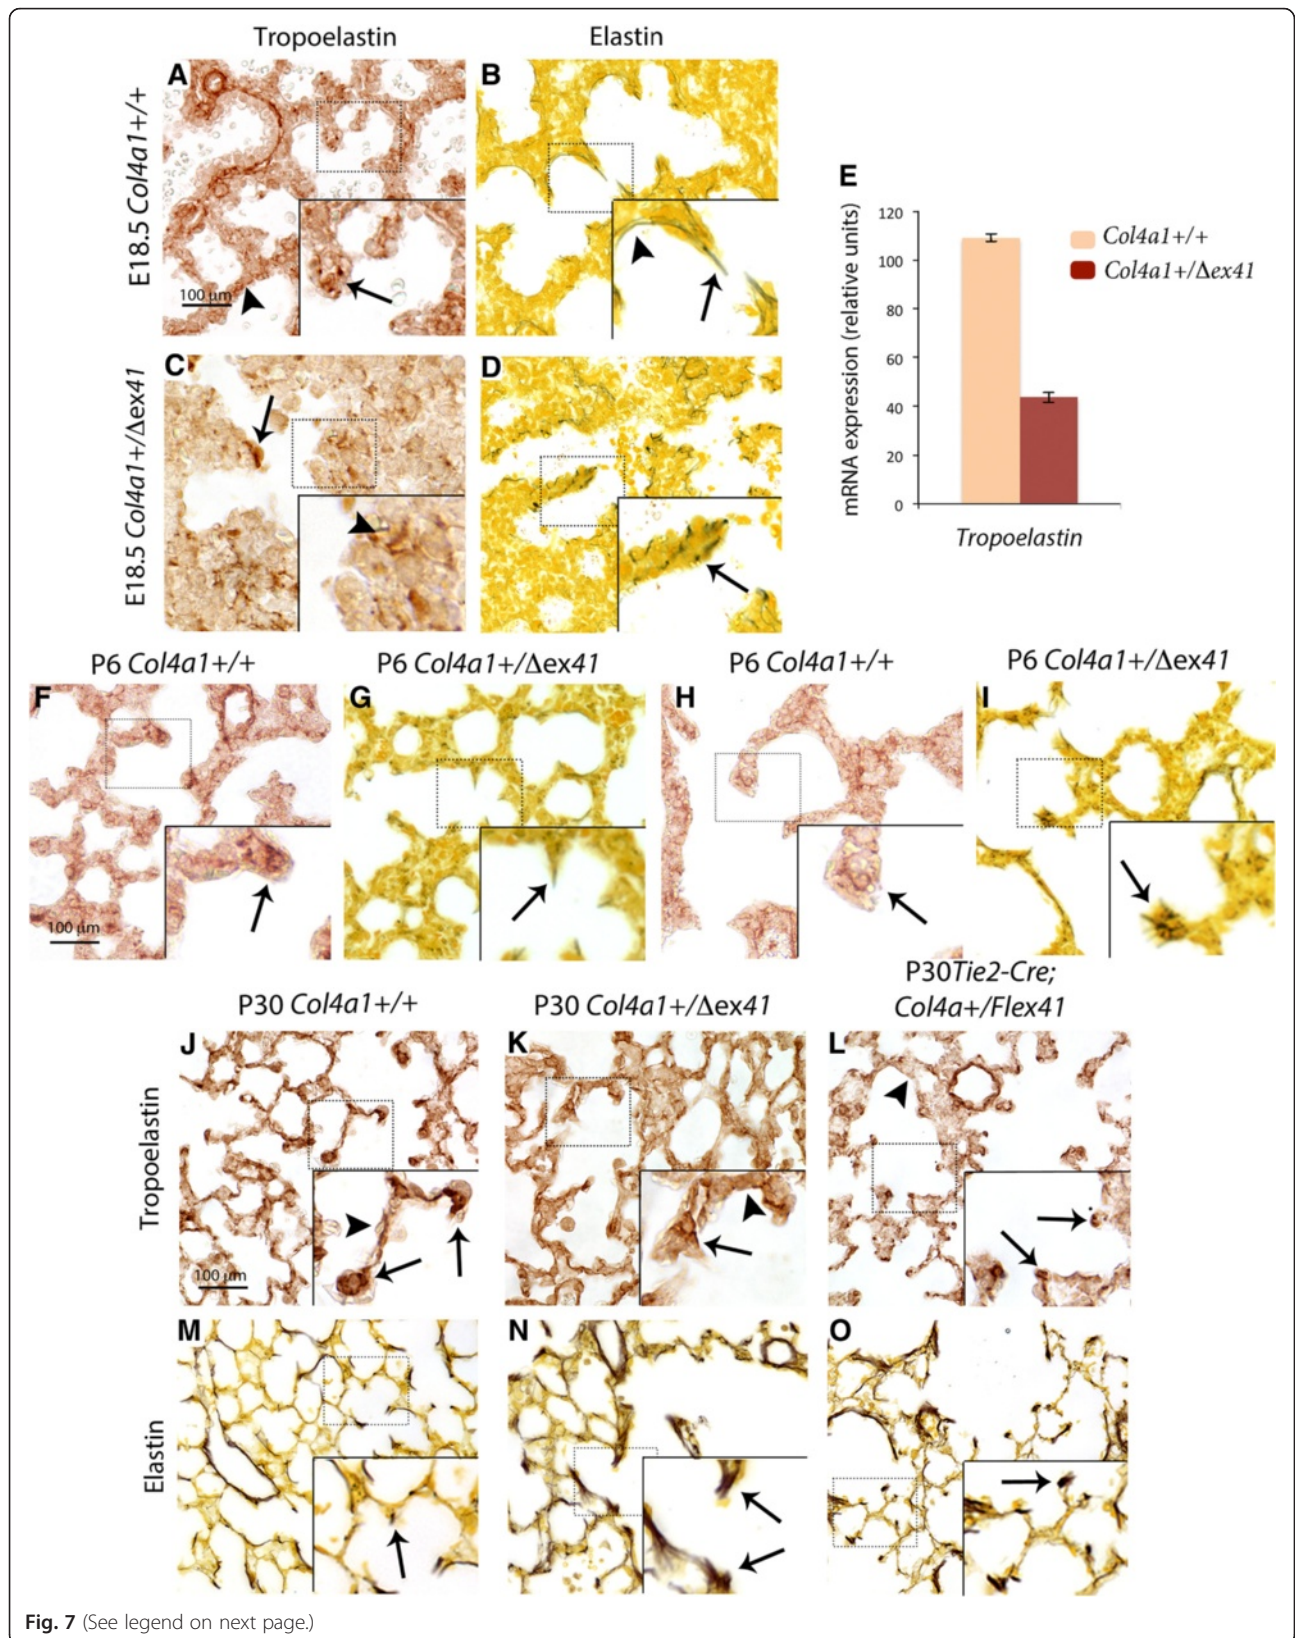 Tropoelastin
Elastin
E18.5 Col4a1+/+
A
100 μm
B
E18.5 Col4a1+/Δex41
C
D
E
mRNA expression (relative units)
120
100
80
60
40
20
0
Tropoelastin
Col4a1+/+
Col4a1+/Δex41
P6 Col4a1+/+
P6 Col4a1+/Δex41
P6 Col4a1+/+
P6 Col4a1+/Δex41
F
100 μm
G
H
I
P30 Col4a1+/+
P30 Col4a1+/Δex41
P30Tie2-Cre;
Col4a+/Flex41
Tropoelastin
J
100 μm
K
L
Elastin
M
N
O
Fig. 7 (See legend on next page.)